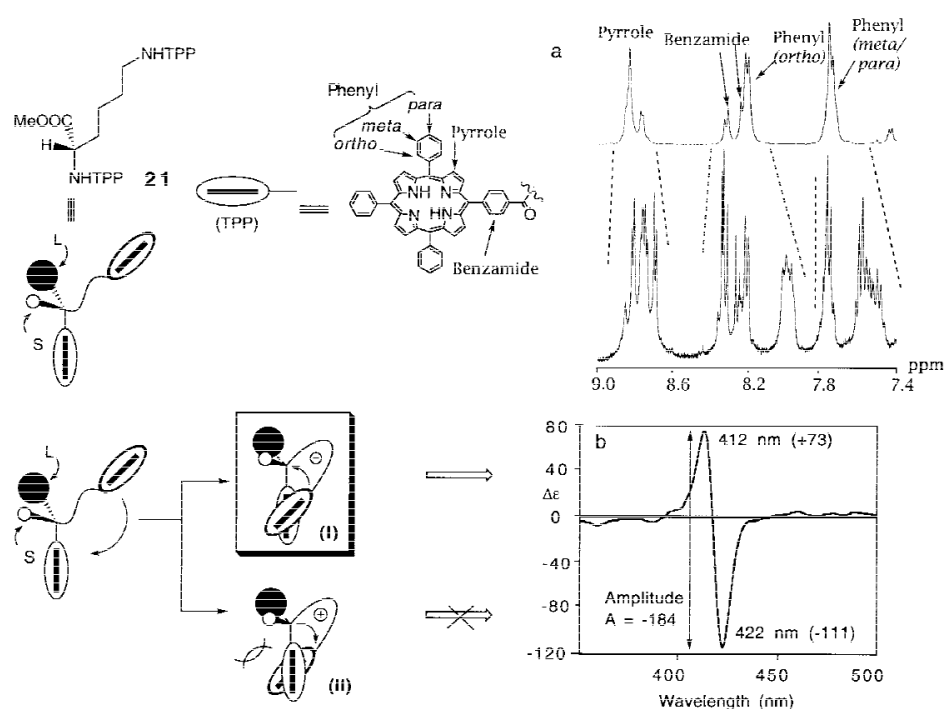 NHTPP
MeOOC
H
NHTPP
21
L
S
(TPP)
Phenyl
para
meta
ortho
Pyrrole
NH
N
N
HN
O
Benzamide
a
Pyrrole
Benzamide
Phenyl
(ortho)
Phenyl
(meta/
para)
9.0 8.6 8.2 7.8 7.4
ppm
L
S
(i)
(ii)
b
80
40
Δε
0
-40
-80
-120
412 nm (+73)
Amplitude
A = -184
422 nm (-111)
400 450 500
Wavelength (nm)